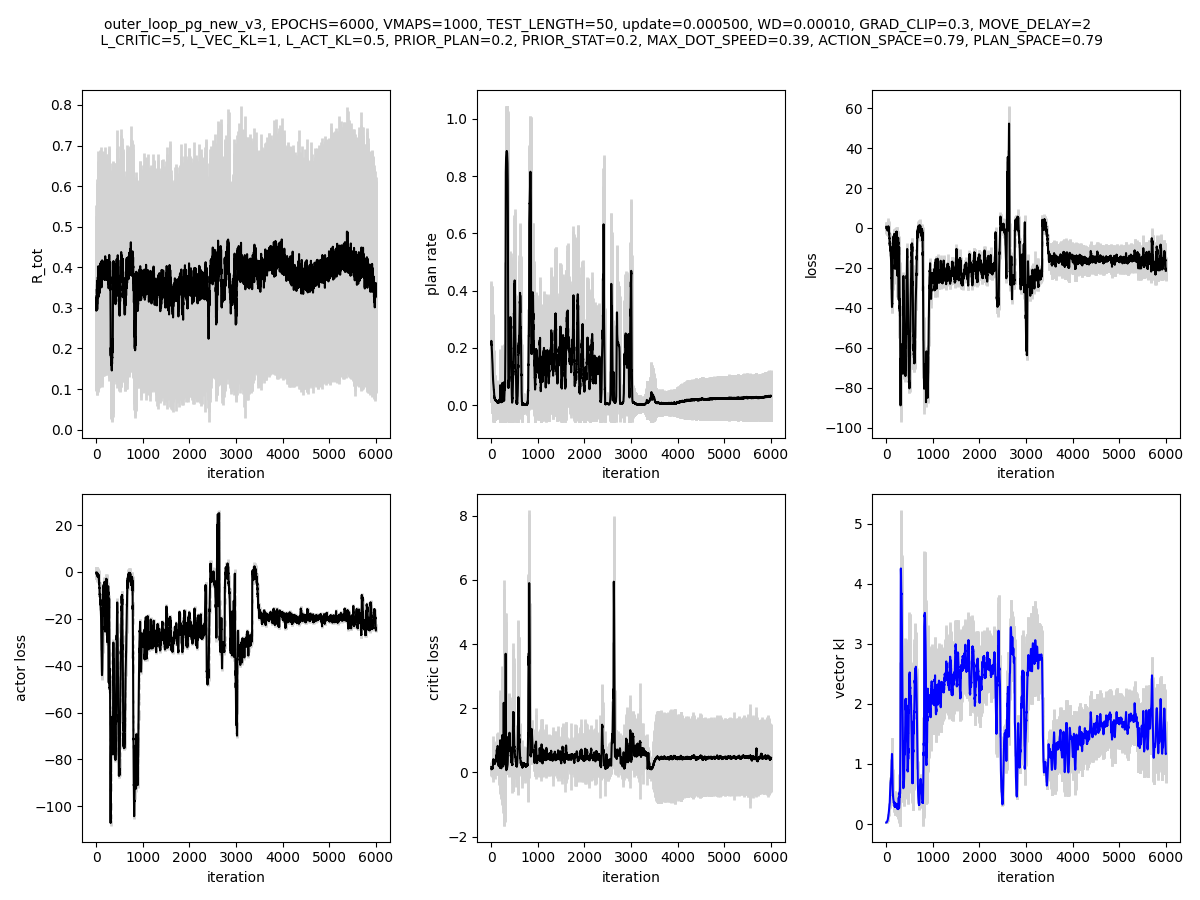 outer_loop_pg_new_v3, EPOCHS=6000, VMAPS=1000, TEST_LENGTH=50, update=0.000500, WD=0.00010, GRAD_CLIP=0.3, MOVE_DELAY=2
L_CRITIC=5, L_VEC_KL=1, L_ACT_KL=0.5, PRIOR_PLAN=0.2, PRIOR_STAT=0.2, MAX_DOT_SPEED=0.39, ACTION_SPACE=0.79, PLAN_SPACE=0.79
R_tot
0.8
0.7
0.6
0.5
0.4
0.3
0.2
0.1
0.0
0 1000 2000 3000 4000 5000 6000
iteration
plan rate
1.0
0.8
0.6
0.4
0.2
0.0
0 1000 2000 3000 4000 5000 6000
iteration
loss
60
40
20
0
−20
−40
−60
−80
−100
0 1000 2000 3000 4000 5000 6000
iteration
actor loss
20
0
−20
−40
−60
−80
−100
0 1000 2000 3000 4000 5000 6000
iteration
critic loss
8
6
4
2
0
−2
0 1000 2000 3000 4000 5000 6000
iteration
vector kl
5
4
3
2
1
0
0 1000 2000 3000 4000 5000 6000
iteration